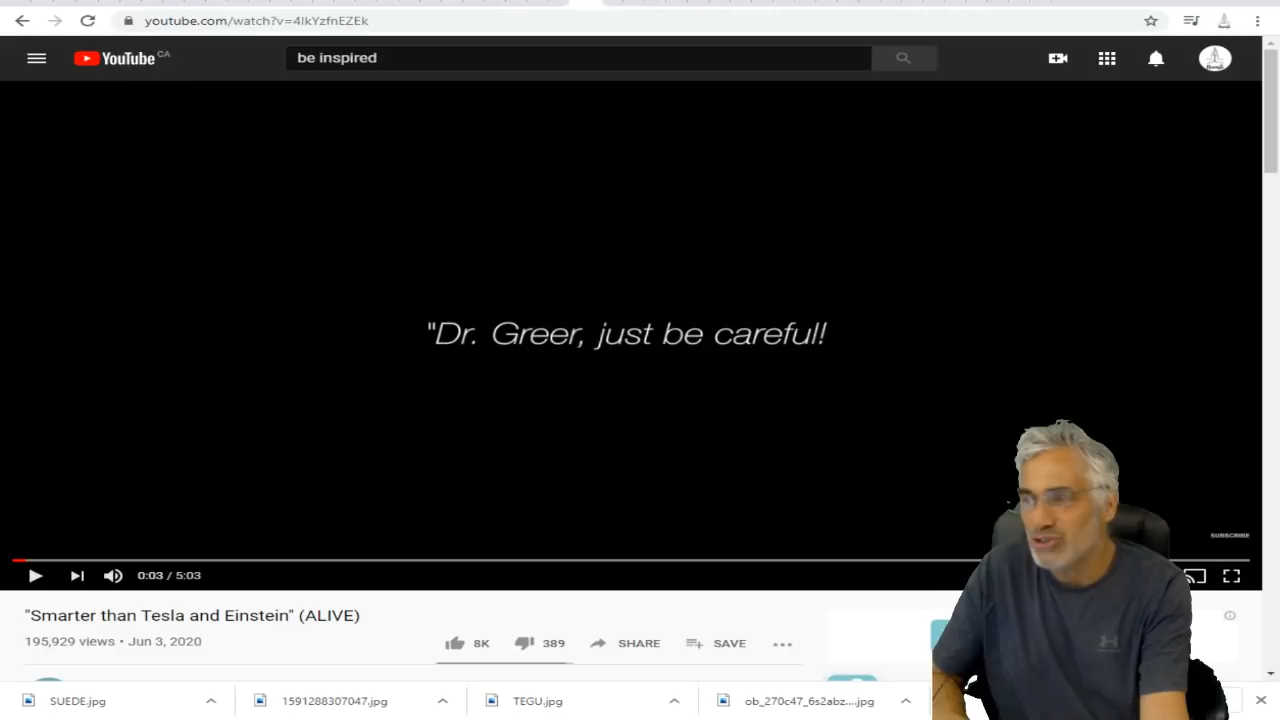 youtube.com/watch?v=4lkYzfnEZEk
YouTube CA
be inspired
"Dr. Greer, just be careful!
SUBSCRIBE
0:03 / 5:03
"Smarter than Tesla and Einstein" (ALIVE)
195,929 views • Jun 3, 2020
8K
389
SHARE
SAVE
SUEDE.jpg
1591288307047.jpg
TEGU.jpg
ob_270c47_6s2abz....jpg